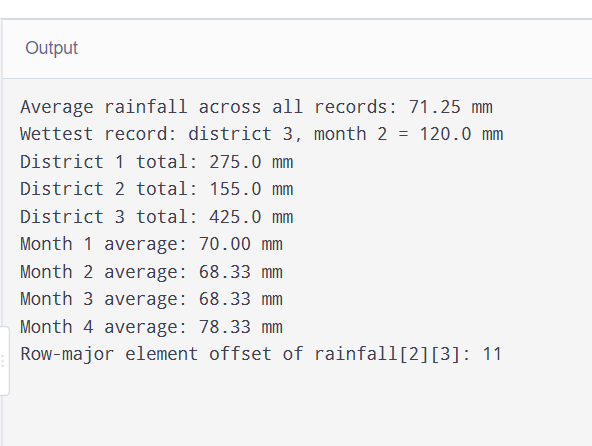 Output
Average rainfall across all records: 71.25 mm
Wettest record: district 3, month 2 = 120.0 mm
District 1 total: 275.0 mm
District 2 total: 155.0 mm
District 3 total: 425.0 mm
Month 1 average: 70.00 mm
Month 2 average: 68.33 mm
Month 3 average: 68.33 mm
Month 4 average: 78.33 mm
Row-major element offset of rainfall[2][3]: 11